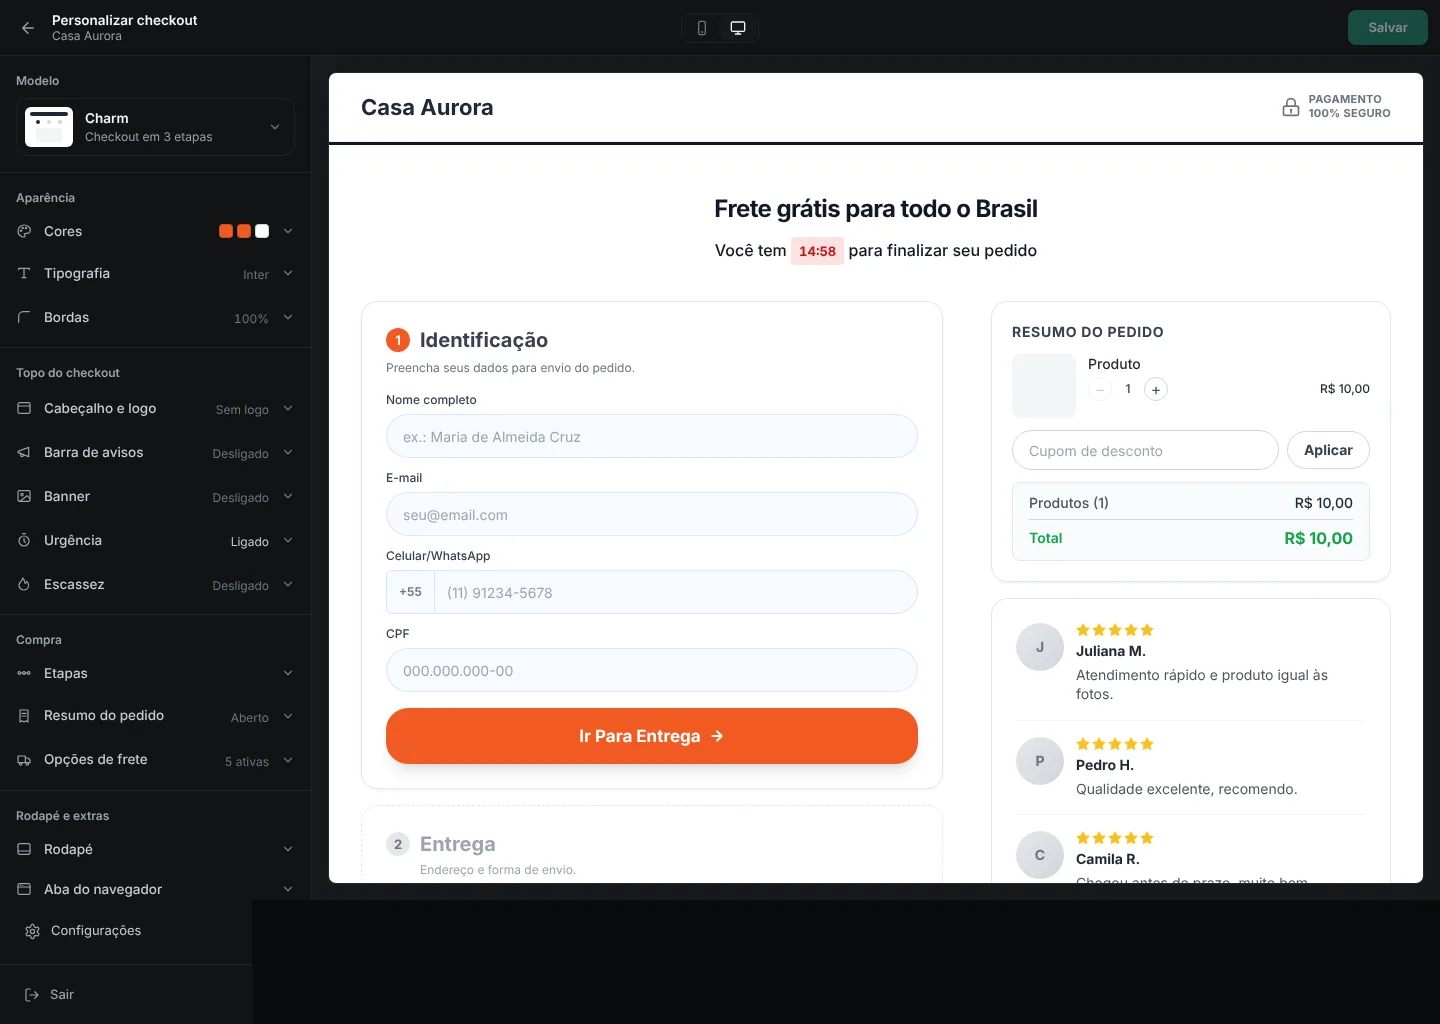 Personalizar checkout
Casa Aurora
Salvar
Modelo
Charm
Checkout em 3 etapas
Aparência
Cores
Tipografia
Inter
Bordas
100%
Topo do checkout
Cabeçalho e logo
Sem logo
Barra de avisos
Desligado
Banner
Desligado
Urgência
Ligado
Escassez
Desligado
Compra
Etapas
Resumo do pedido
Aberto
Opções de frete
5 ativas
Rodapé e extras
Rodapé
Aba do navegador
Configurações
Sair
Casa Aurora
PAGAMENTO
100% SEGURO
Frete grátis para todo o Brasil
Você tem 14:58 para finalizar seu pedido
1 Identificação
Preencha seus dados para envio do pedido.
Nome completo
ex.: Maria de Almeida Cruz
E-mail
seu@email.com
Celular/WhatsApp
+55 (11) 91234-5678
CPF
000.000.000-00
Ir Para Entrega →
2 Entrega
Endereço e forma de envio.
RESUMO DO PEDIDO
Produto
− 1 + R$ 10,00
Cupom de desconto
Aplicar
Produtos (1) R$ 10,00
Total R$ 10,00
J
Juliana M.
Atendimento rápido e produto igual às
fotos.
P
Pedro H.
Qualidade excelente, recomendo.
C
Camila R.
Chegou antes do prazo, muito bom